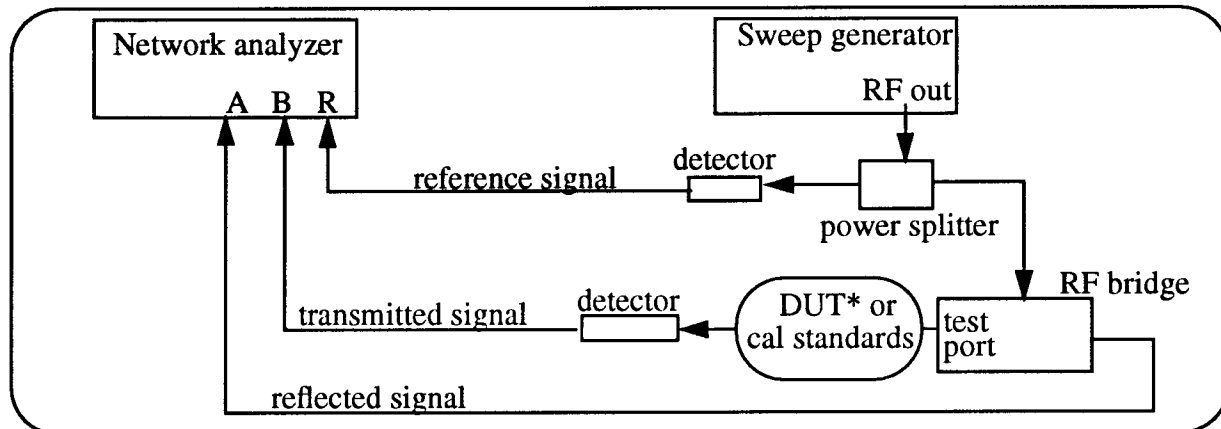 Network analyzer
A B R
Sweep generator
RF out
detector
reference signal
power splitter
RF bridge
detector
transmitted signal
DUT* or
cal standards
test
port
reflected signal